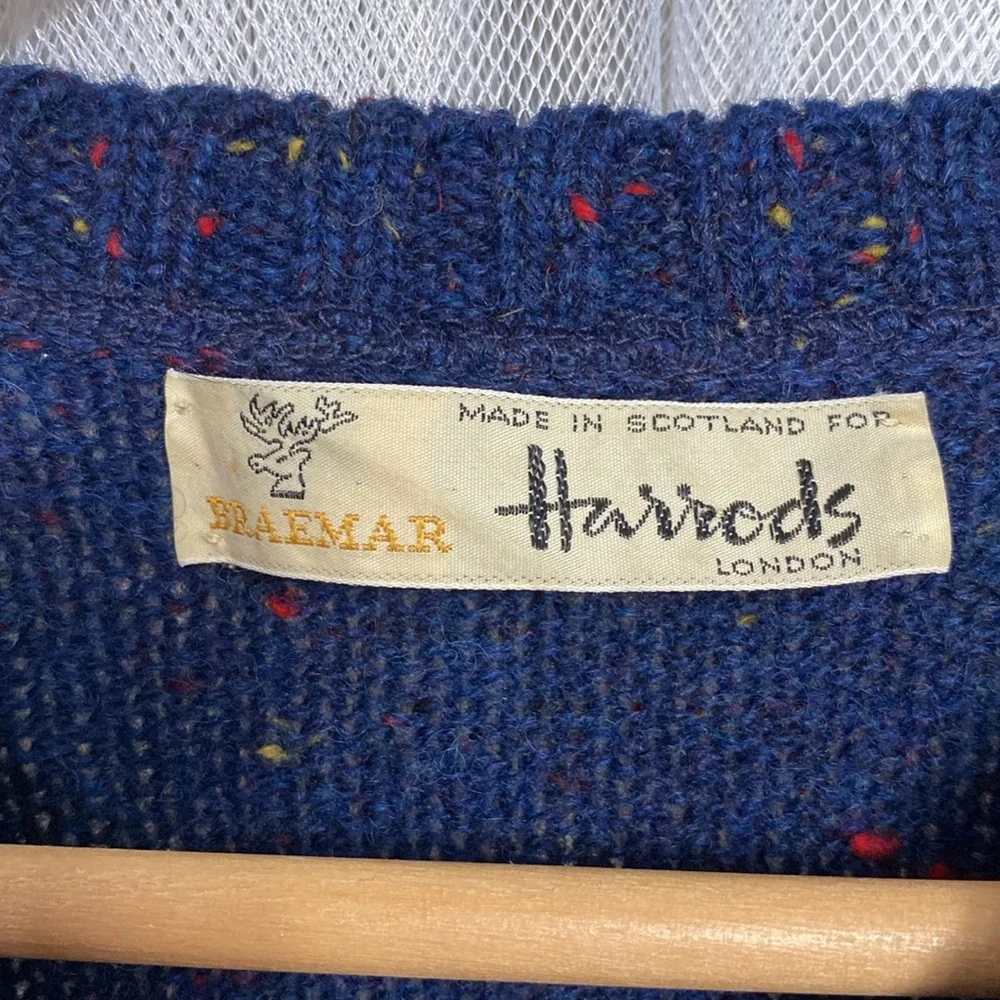 BRAEMAR
MADE IN SCOTLAND FOR
Harrods
LONDON